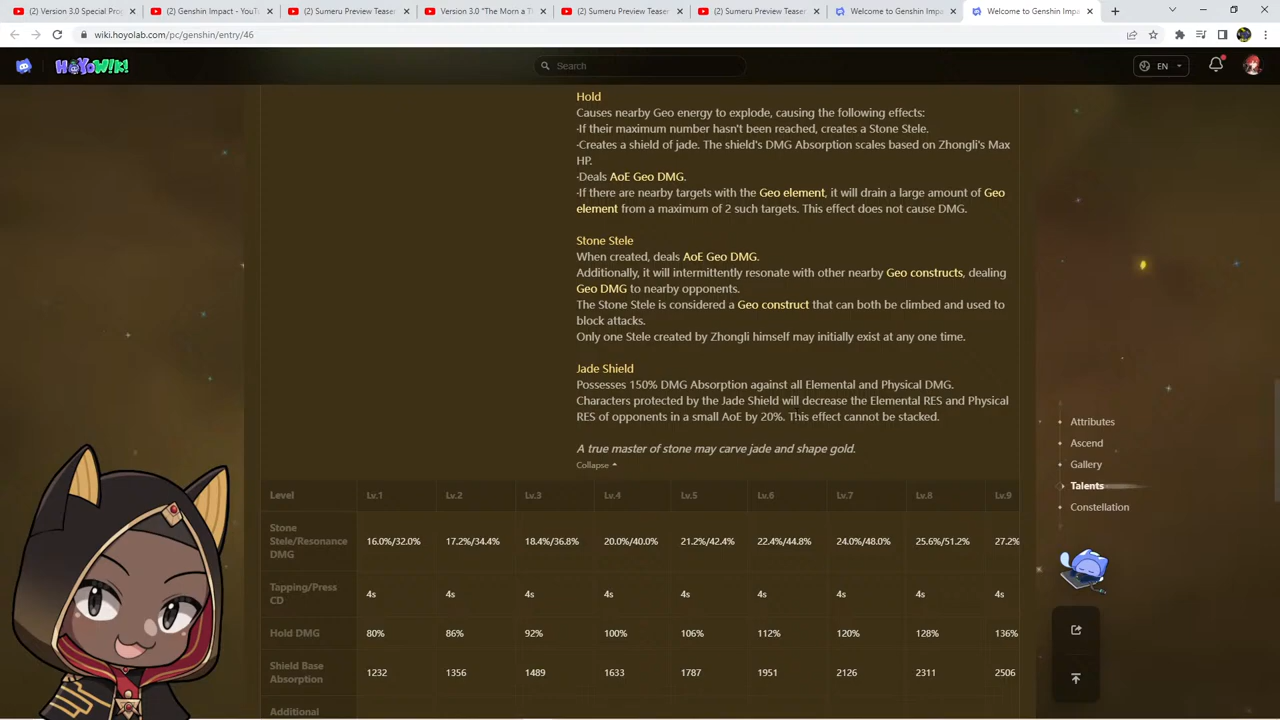 (2) Version 3.0 Special Prog
(2) Genshin Impact - YouT
(2) Sumeru Preview Teaser
Version 3.0 "The Morn a T
(2) Sumeru Preview Teaser
(2) Sumeru Preview Teaser
Welcome to Genshin Impa
Welcome to Genshin Impa
wiki.hoyolab.com/pc/genshin/entry/46
HoYoWiKi
Search
EN
Hold
Causes nearby Geo energy to explode, causing the following effects:
·If their maximum number hasn't been reached, creates a Stone Stele.
·Creates a shield of jade. The shield's DMG Absorption scales based on Zhongli's Max
HP.
·Deals AoE Geo DMG.
·If there are nearby targets with the Geo element, it will drain a large amount of Geo
element from a maximum of 2 such targets. This effect does not cause DMG.
Stone Stele
When created, deals AoE Geo DMG.
Additionally, it will intermittently resonate with other nearby Geo constructs, dealing
Geo DMG to nearby opponents.
The Stone Stele is considered a Geo construct that can both be climbed and used to
block attacks.
Only one Stele created by Zhongli himself may initially exist at any one time.
Jade Shield
Possesses 150% DMG Absorption against all Elemental and Physical DMG.
Characters protected by the Jade Shield will decrease the Elemental RES and Physical
RES of opponents in a small AoE by 20%. This effect cannot be stacked.
A true master of stone may carve jade and shape gold.
Collapse
Attributes
Ascend
Gallery
Talents
Constellation
Level Lv.1 Lv.2 Lv.3 Lv.4 Lv.5 Lv.6 Lv.7 Lv.8 Lv.9
Stone
Stele/Resonance 16.0%/32.0% 17.2%/34.4% 18.4%/36.8% 20.0%/40.0% 21.2%/42.4% 22.4%/44.8% 24.0%/48.0% 25.6%/51.2% 27.2%
DMG
Tapping/Press 4s 4s 4s 4s 4s 4s 4s 4s 4s
CD
Hold DMG 80% 86% 92% 100% 106% 112% 120% 128% 136%
Shield Base 1232 1356 1489 1633 1787 1951 2126 2311 2506
Absorption
Additional